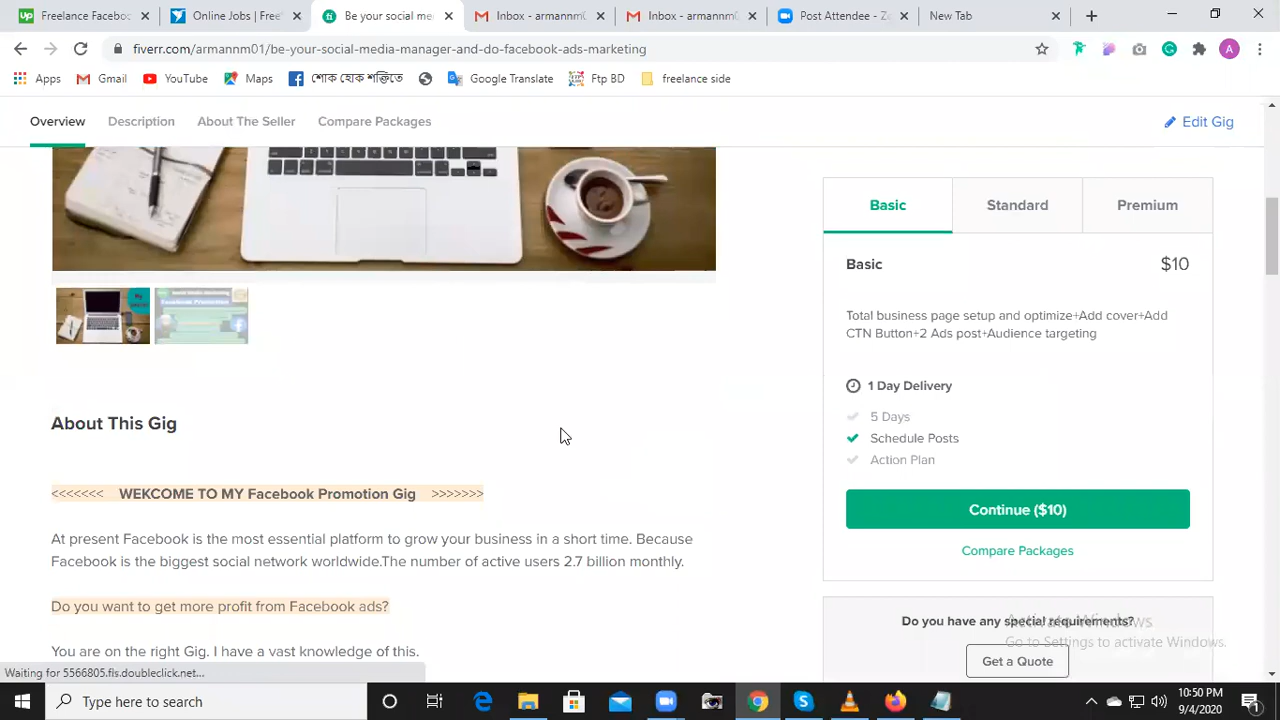 Freelance Facebo
Online Jobs | Free
Be your social me
Inbox - armannm0
Inbox - armannm0
Post Attendee - Zo
New Tab
fiverr.com/armannm01/be-your-social-media-manager-and-do-facebook-ads-marketing
A
Apps
Gmail
YouTube
Maps
শোক হোক শক্তিতে
Google Translate
Ftp BD
freelance side
Overview
Description
About The Seller
Compare Packages
Edit Gig
Basic
Standard
Premium
Basic
$10
Total business page setup and optimize+Add cover+Add
CTN Button+2 Ads post+Audience targeting
1 Day Delivery
5 Days
Schedule Posts
Action Plan
Continue ($10)
Compare Packages
Do you have any special requirements?
Get a Quote
About This Gig
<<<<<<< WEKCOME TO MY Facebook Promotion Gig >>>>>>>
At present Facebook is the most essential platform to grow your business in a short time. Because
Facebook is the biggest social network worldwide.The number of active users 2.7 billion monthly.
Do you want to get more profit from Facebook ads?
You are on the right Gig. I have a vast knowledge of this.
Activate Windows
Go to Settings to activate Windows.
Waiting for 5566805.fls.doubleclick.net...
Type here to search
10:50 PM
9/4/2020